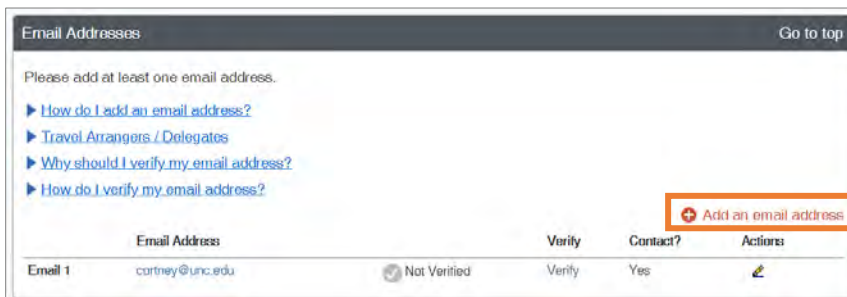 Email Addresses Go to top
Please add at least one email address.
How do I add an email address?
Travel Arrangers / Delegates
Why should I verify my email address?
How do I verify my email address?
Add an email address
Email Address Verify Contact? Actions
Email 1 cortney@unc.edu Not Verified Verify Yes